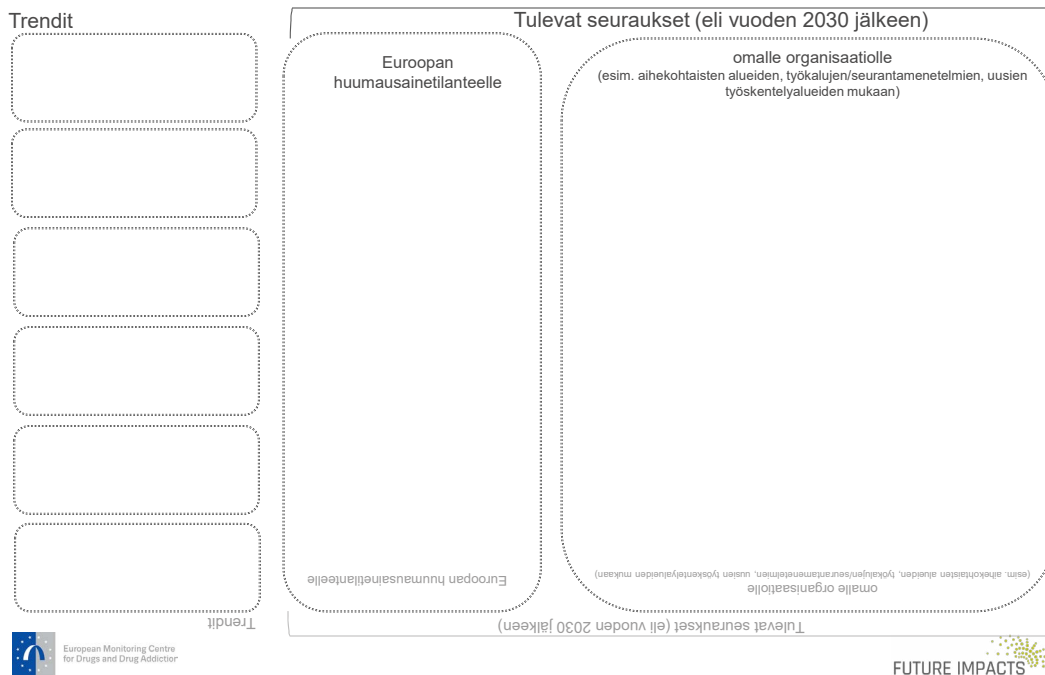 Trendit
Tulevat seuraukset (eli vuoden 2030 jälkeen)
Euroopan
huumausainetilanteelle
omalle organisaatiolle
(esim. aihekohtaisten alueiden, työkalujen/seurantamenetelmien, uusien
työskentelyalueiden mukaan)
Euroopan huumausainetilanteelle
(esim. aihekohtaisten alueiden, työkalujen/seurantamenetelmien, uusien työskentelyalueiden mukaan)
omalle organisaatiolle
Trendit
Tulevat seuraukset (eli vuoden 2030 jälkeen)
European Monitoring Centre
for Drugs and Drug Addiction
FUTURE IMPACTS